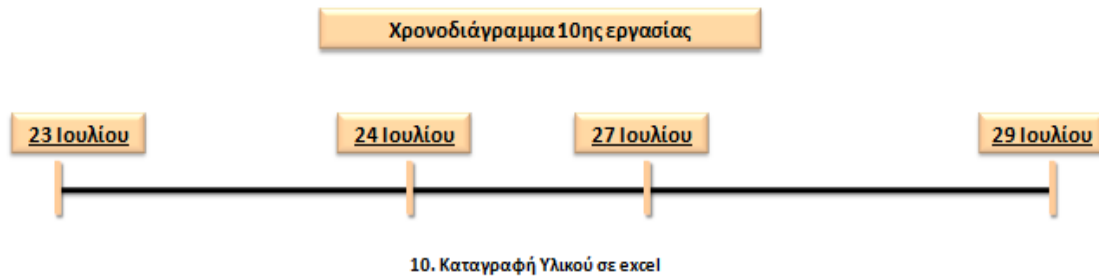 Χρονοδιάγραμμα 10ης εργασίας
23 Ιουλίου 24 Ιουλίου 27 Ιουλίου 29 Ιουλίου
10. Καταγραφή Υλικού σε excel